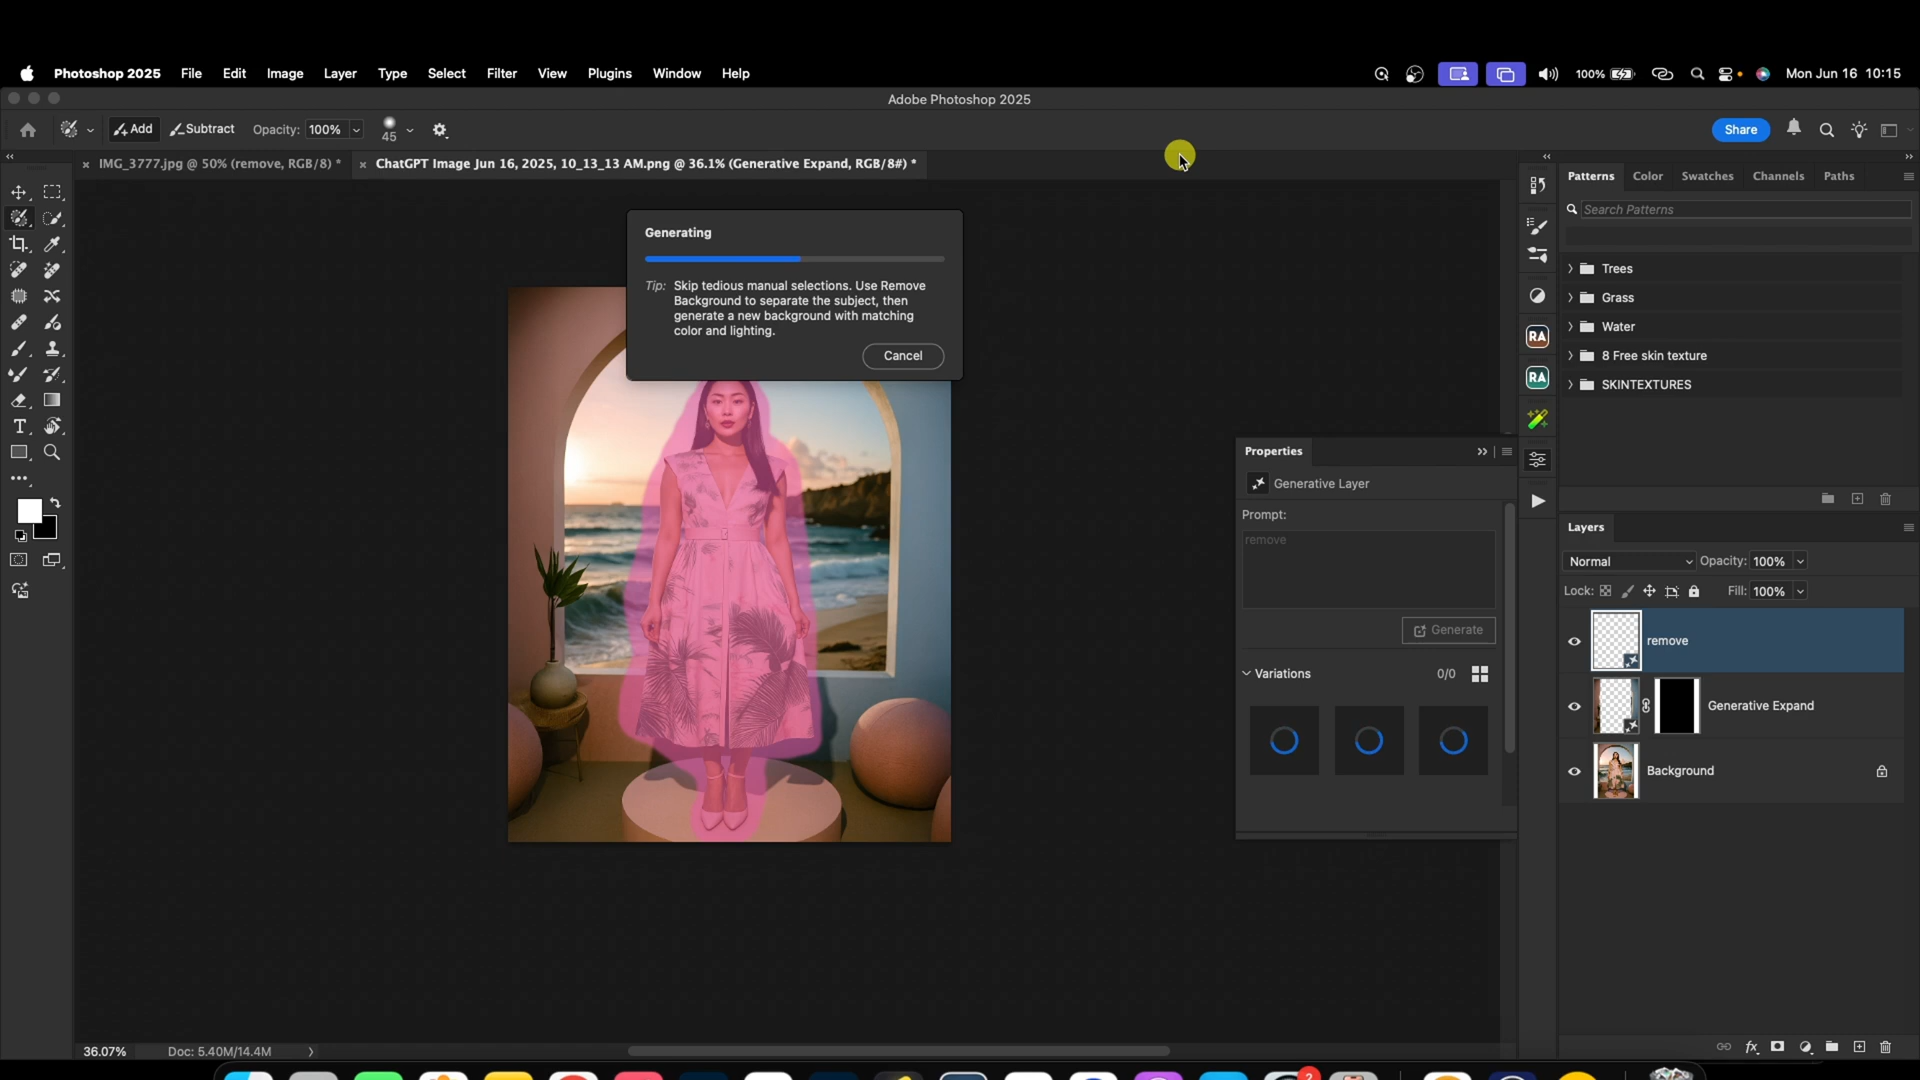 Photoshop 2025 File Edit Image Layer Type Select Filter View Plugins Window Help
100% Mon Jun 16 10:15
Adobe Photoshop 2025
Add Subtract Opacity: 100% 45 Share
IMG_3777.jpg @ 50% (remove, RGB/8) * ChatGPT Image Jun 16, 2025, 10_13_13 AM.png @ 36.1% (Generative Expand, RGB/8#) *
Generating
Tip: Skip tedious manual selections. Use Remove
Background to separate the subject, then
generate a new background with matching
color and lighting.
Cancel
Properties
Generative Layer
Prompt:
remove
Generate
Variations 0/0
RA
RA
Patterns Color Swatches Channels Paths
Search Patterns
Trees
Grass
Water
8 Free skin texture
SKINTEXTURES
Layers
Normal Opacity: 100%
Lock: Fill: 100%
remove
Generative Expand
Background
fx
T
36.07% Doc: 5.40M/14.4M
2